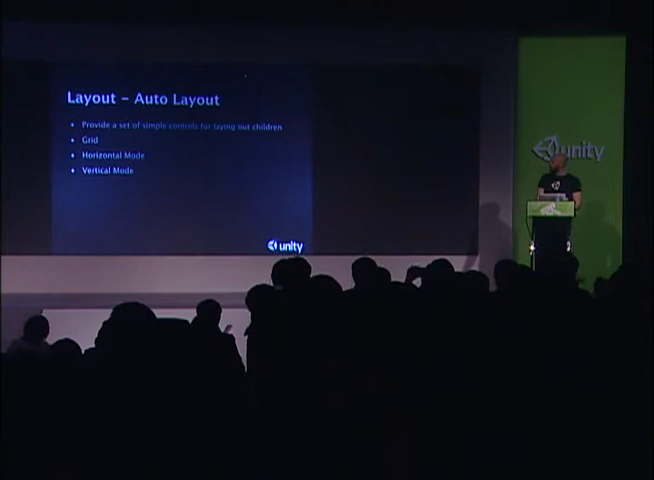 Layout – Auto Layout
• Provide a set of simple controls for laying out children
• Grid
• Horizontal Mode
• Vertical Mode
unity
unity